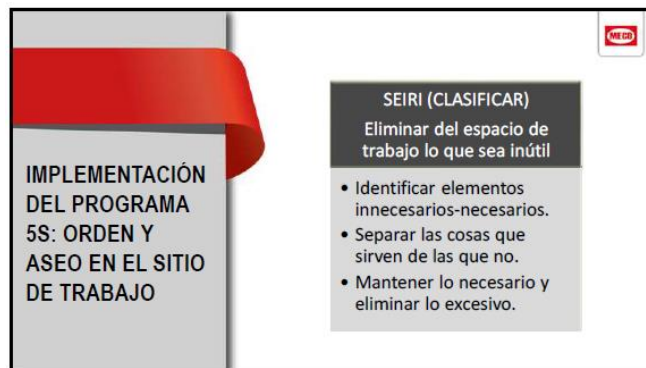 MECO
IMPLEMENTACIÓN
DEL PROGRAMA
5S: ORDEN Y
ASEO EN EL SITIO
DE TRABAJO
SEIRI (CLASIFICAR)
Eliminar del espacio de
trabajo lo que sea inútil
• Identificar elementos
innecesarios-necesarios.
• Separar las cosas que
sirven de las que no.
• Mantener lo necesario y
eliminar lo excesivo.